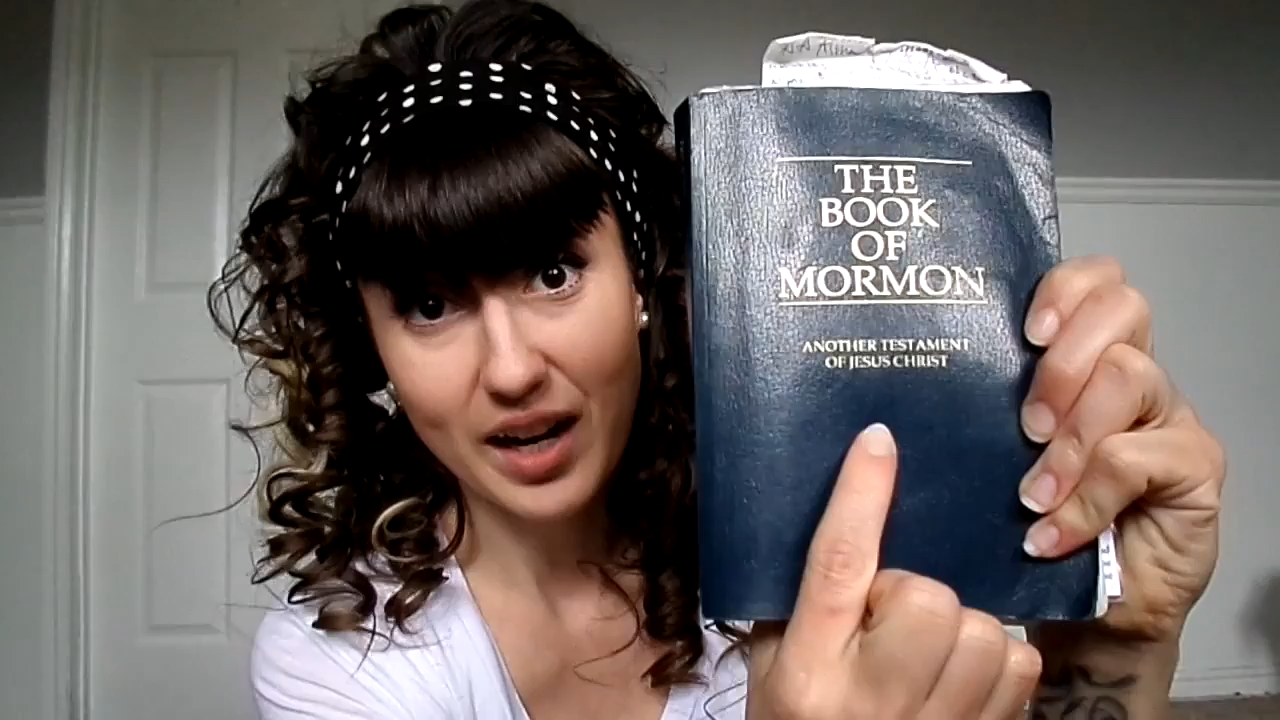 THE
BOOK
OF
MORMON
ANOTHER TESTAMENT
OF JESUS CHRIST